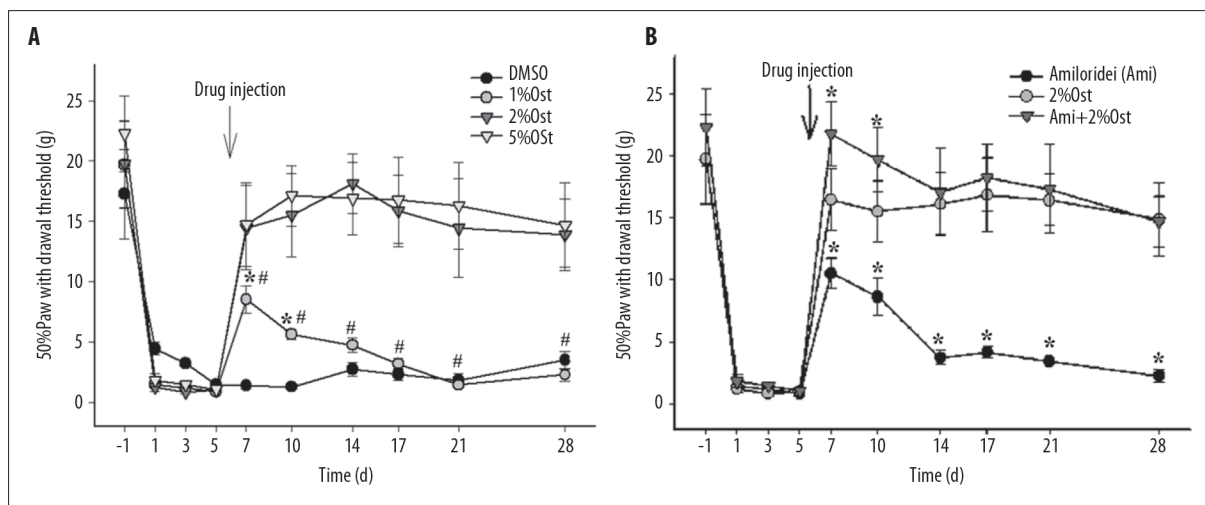 A
50%Paw with drawal threshold (g)
25
20
15
10
5
0
Drug injection
DMSO
1%Ost
2%Ost
5%OSt
*#
*#
#
#
#
#
-1 1 3 5 7 10 14 17 21 28
Time (d)
B
50%Paw with drawal threshold (g)
25
20
15
10
5
0
Drug injection
Amiloridei (Ami)
2%Ost
Ami+2%Ost
*
*
*
*
*
*
*
*
-1 1 3 5 7 10 14 17 21 28
Time (d)